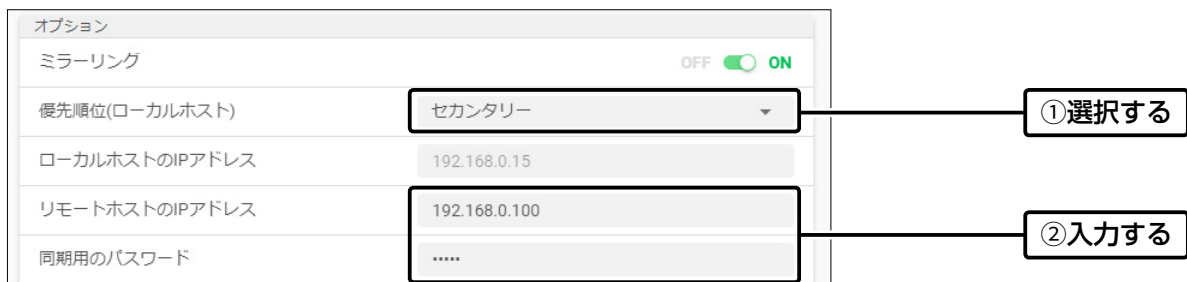 オプション
ミラーリング OFF ON
優先順位(ローカルホスト) セカンダリー ①選択する
ローカルホストのIPアドレス 192.168.0.15
リモートホストのIPアドレス 192.168.0.100
②入力する
同期用のパスワード •••••